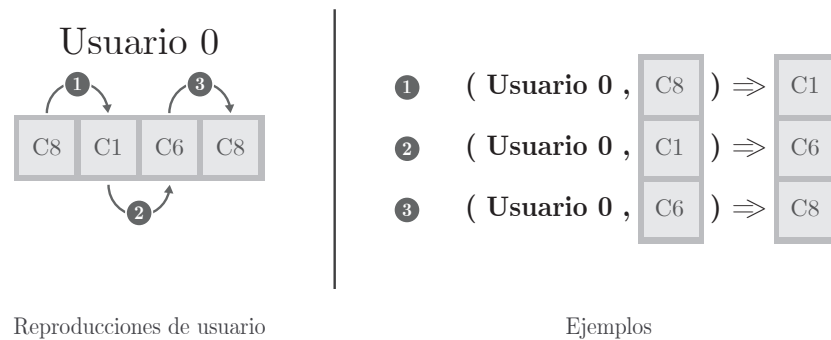 Usuario 0
1 3
C8 C1 C6 C8
2
1 ( Usuario 0 , C8 ) ⇒ C1
2 ( Usuario 0 , C1 ) ⇒ C6
3 ( Usuario 0 , C6 ) ⇒ C8
Reproducciones de usuario
Ejemplos